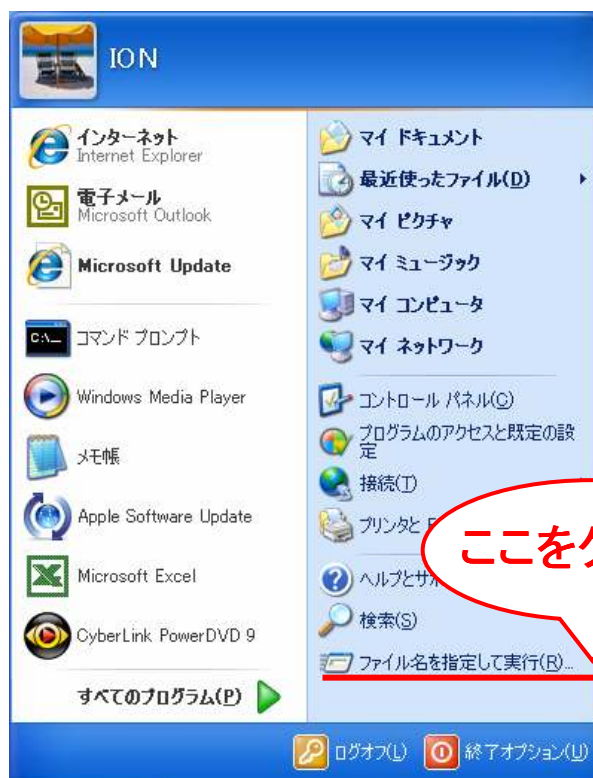 ION
インターネット
Internet Explorer
電子メール
Microsoft Outlook
Microsoft Update
コマンド プロンプト
Windows Media Player
メモ帳
Apple Software Update
Microsoft Excel
CyberLink PowerDVD 9
すべてのプログラム(P)
マイ ドキュメント
最近使ったファイル(D)
マイ ピクチャ
マイ ミュージック
マイ コンピュータ
マイ ネットワーク
コントロール パネル(C)
プログラムのアクセスと既定の設
定
接続(T)
プリンタと
ここを
ヘルプとサ
検索(S)
ファイル名を指定して実行(R)...
ログオフ(L)
終了オプション(U)